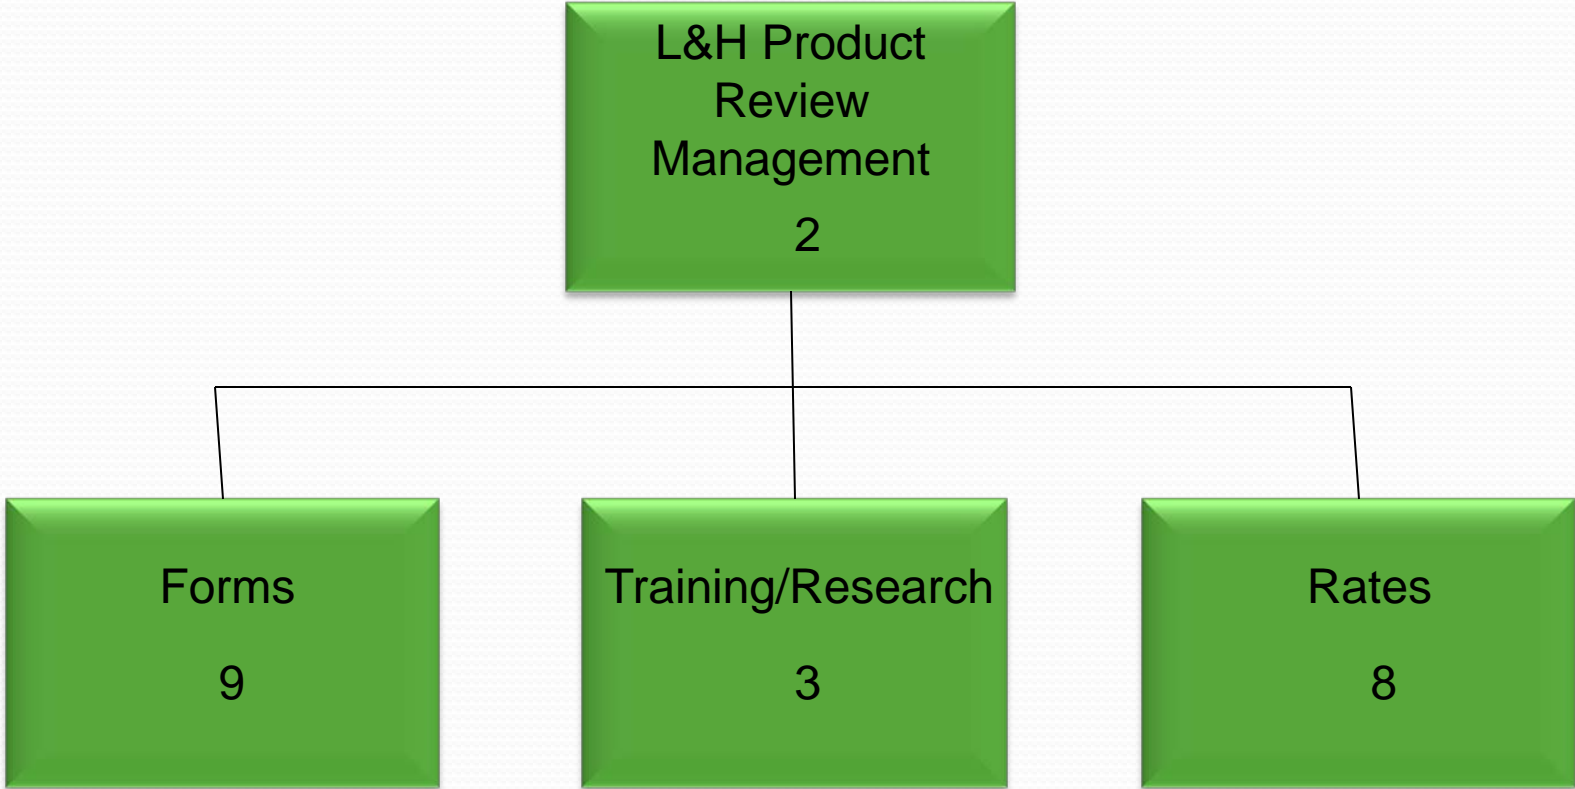 L&H Product
Review
Management
2
Forms
9
Training/Research
3
Rates
8